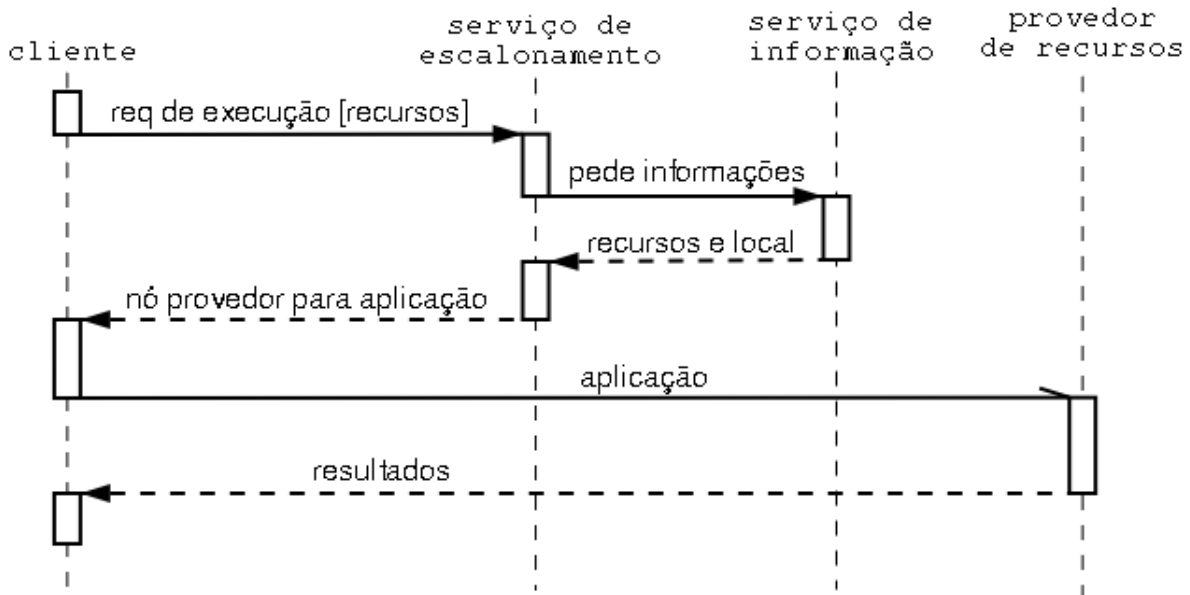 cliente
serviço de
escalonamento
serviço de
informação
provedor
de recursos
req de execução [recursos]
pede informações
recursos e local
nó provedor para aplicação
aplicação
resultados